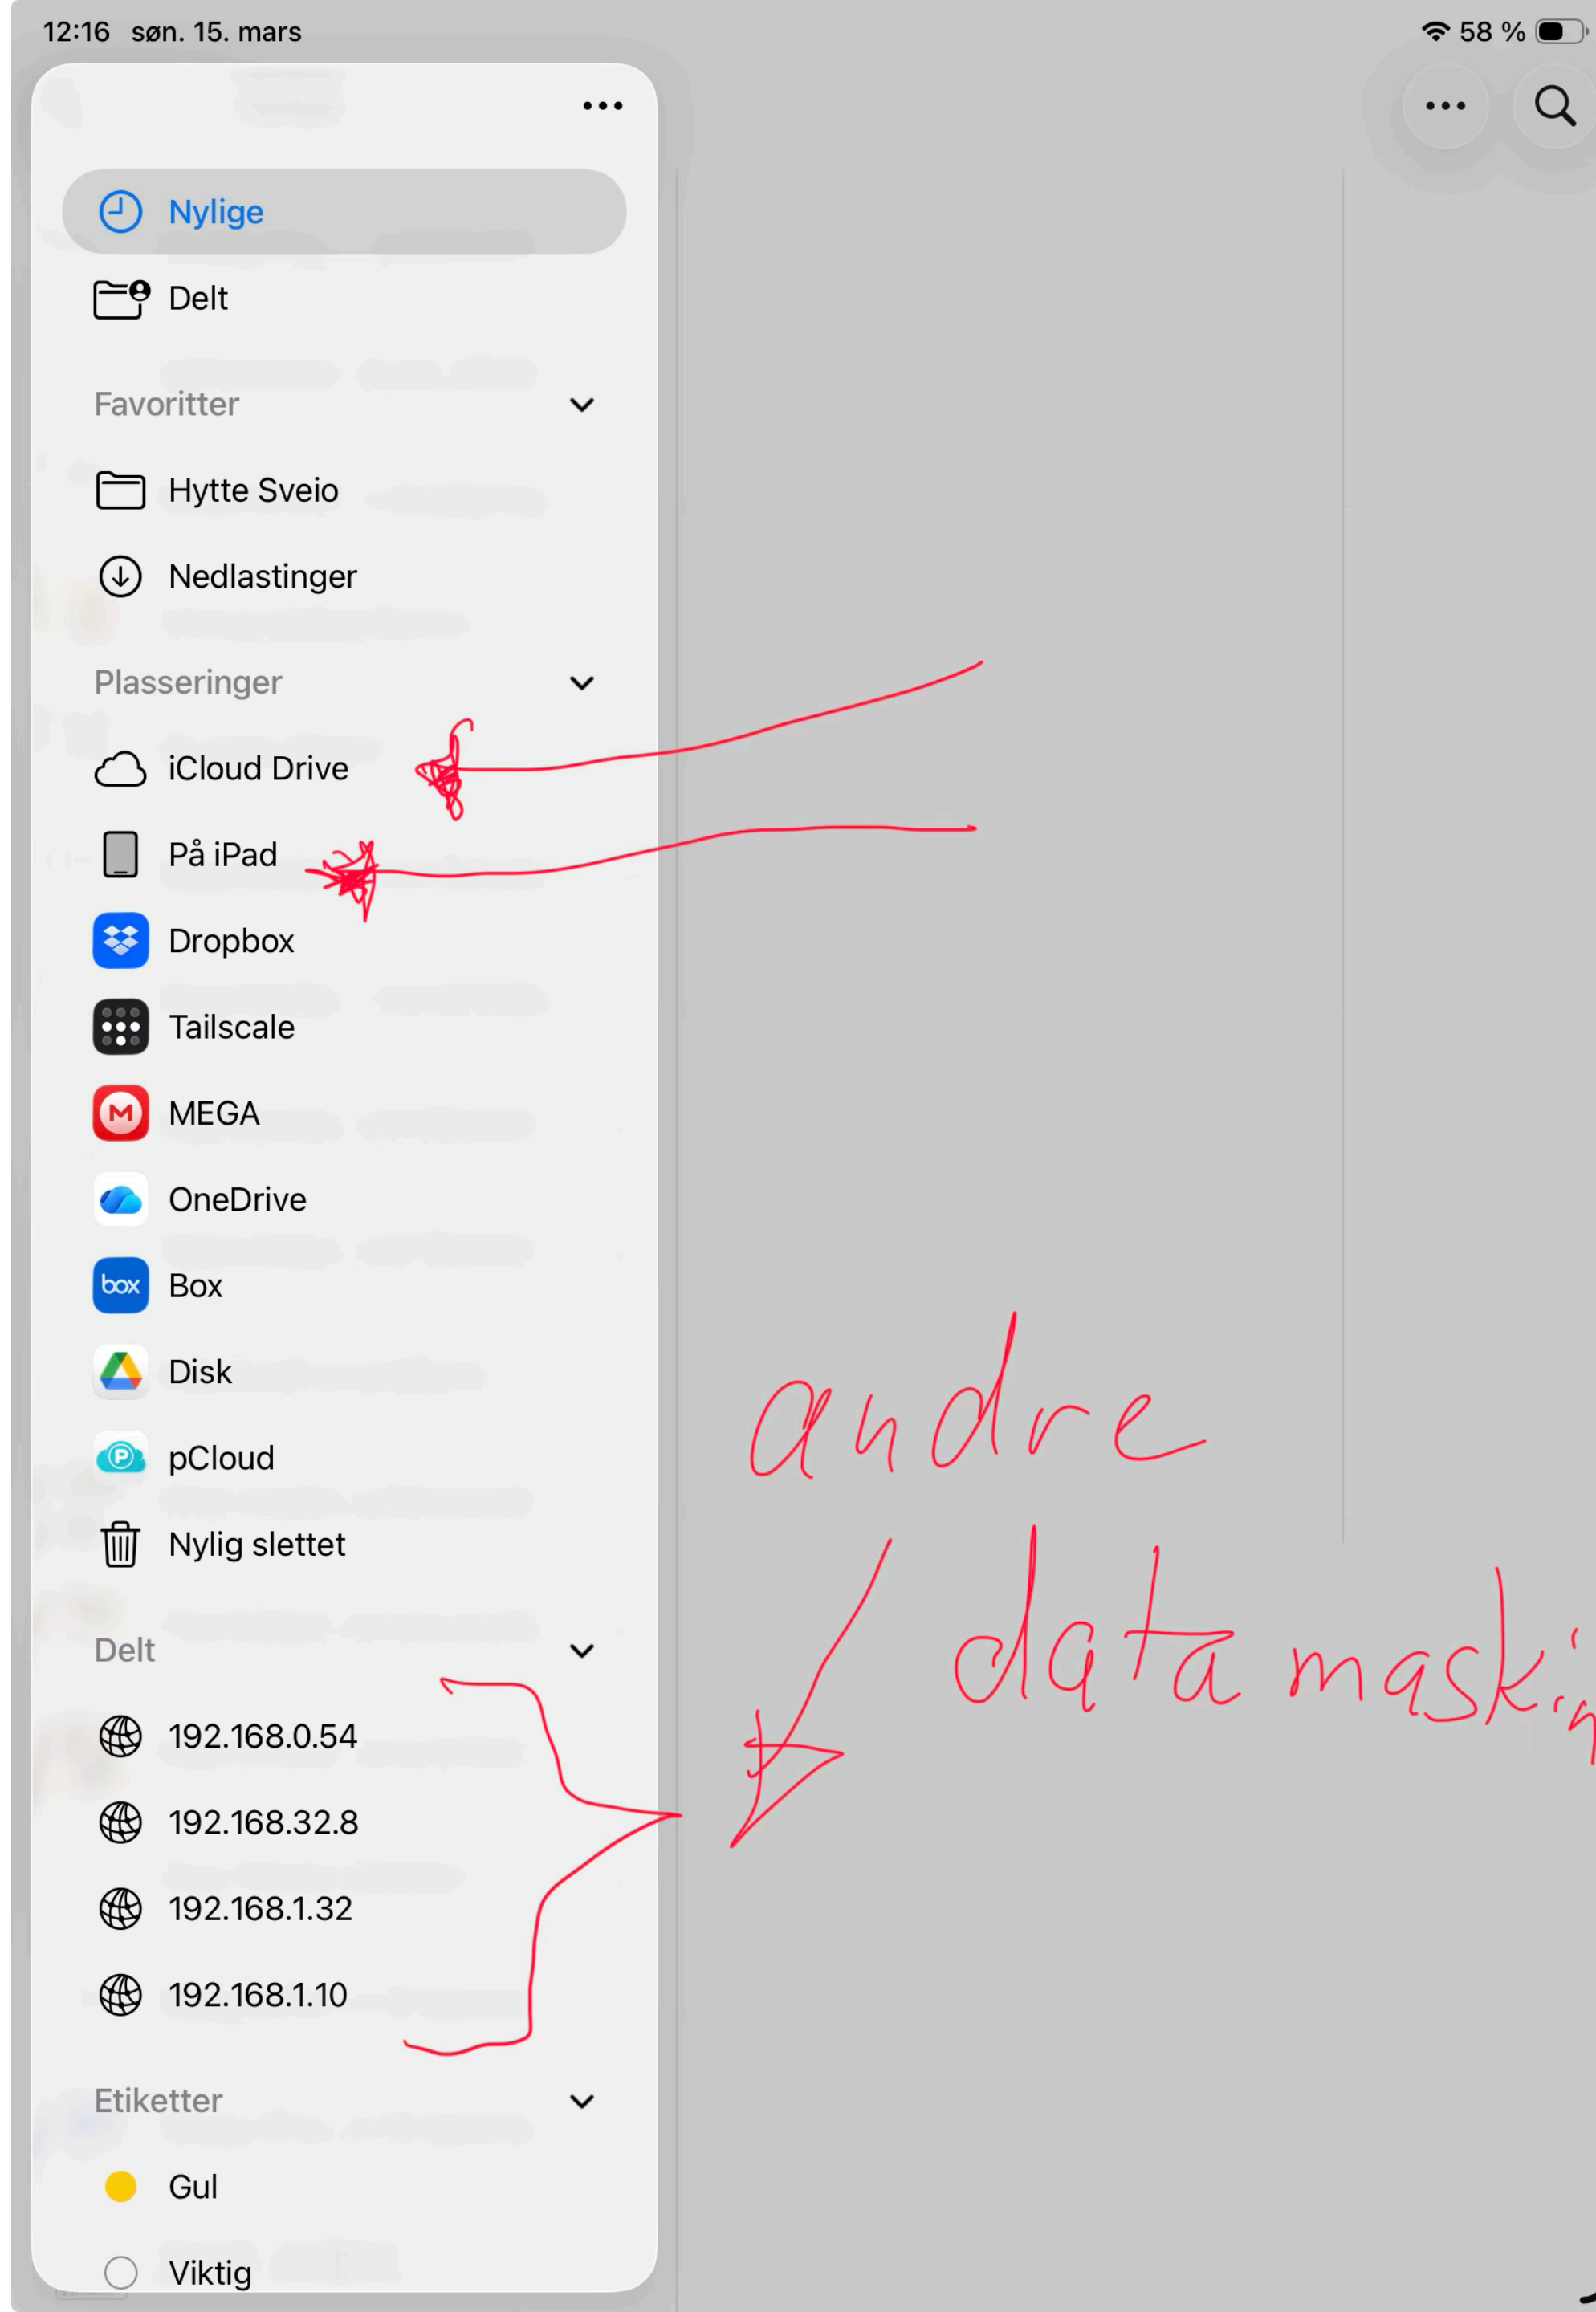 12:16 søn. 15. mars 58 %
Nylige
Delt
Favoritter
Hytte Sveio
Nedlastinger
Plasseringer
iCloud Drive
På iPad
Dropbox
Tailscale
MEGA
OneDrive
box Box
Disk
pCloud
Nylig slettet
andre
datamaskin
Delt
192.168.0.54
192.168.32.8
192.168.1.32
192.168.1.10
Etiketter
Gul
Viktig